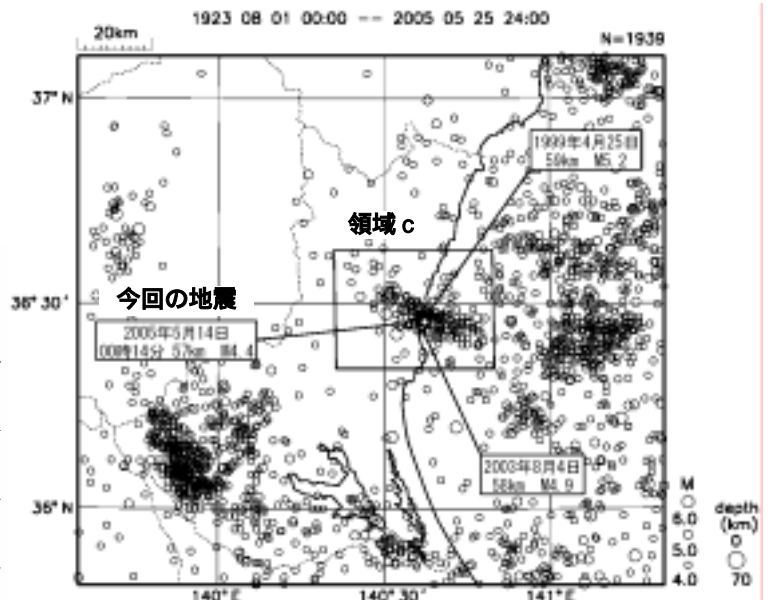 1923 08 01 00:00 -- 2005 05 25 24:00
20km
N=1939
37° N
1999年4月25日
59km M5.2
領域c
36° 30'
今回の地震
2005年5月14日
00時14分 57km M4.4
2003年8月4日
58km M4.9
36° N
M
6.0
5.0
4.0
depth
(km)
0
70
140° E
140° 30'
141° E